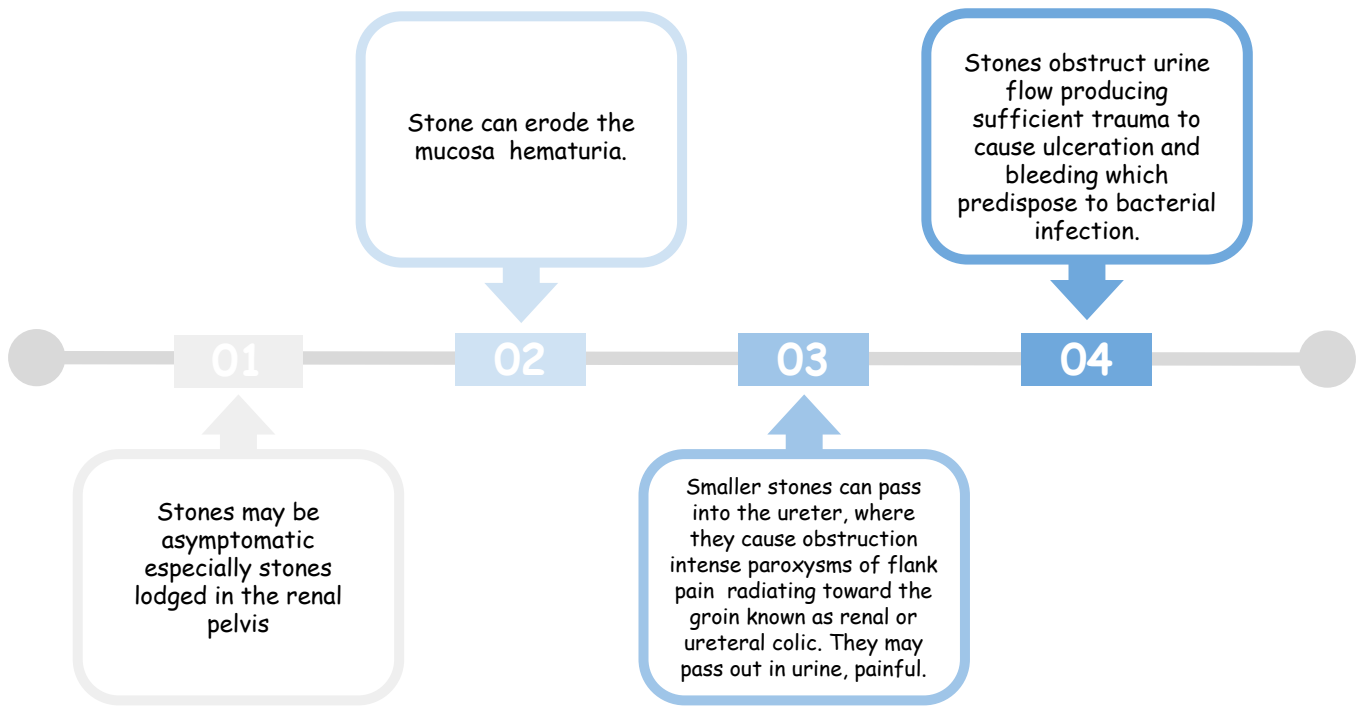 01
Stones may be
asymptomatic
especially stones
lodged in the renal
pelvis
02
Stone can erode the
mucosa  hematuria.
03
Smaller stones can pass
into the ureter, where
they cause obstruction
intense paroxysms of flank
pain  radiating toward the
groin known as renal or
ureteral colic. They may
pass out in urine, painful.
04
Stones obstruct urine
flow producing
sufficient trauma to
cause ulceration and
bleeding which
predispose to bacterial
infection.